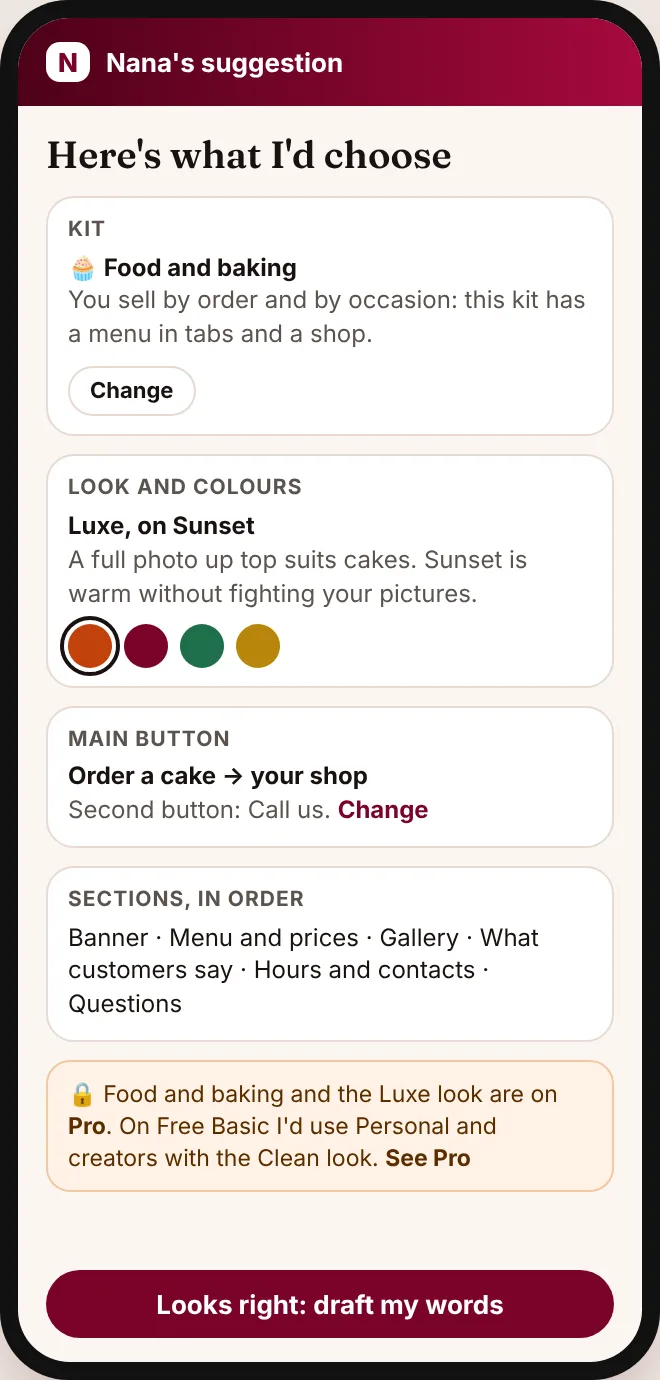 N Nana's suggestion
Here's what I'd choose
KIT
🧁 Food and baking
You sell by order and by occasion: this kit has
a menu in tabs and a shop.
Change
LOOK AND COLOURS
Luxe, on Sunset
A full photo up top suits cakes. Sunset is
warm without fighting your pictures.
MAIN BUTTON
Order a cake → your shop
Second button: Call us. Change
SECTIONS, IN ORDER
Banner · Menu and prices · Gallery · What
customers say · Hours and contacts ·
Questions
🔒 Food and baking and the Luxe look are on
Pro. On Free Basic I'd use Personal and
creators with the Clean look. See Pro
Looks right: draft my words